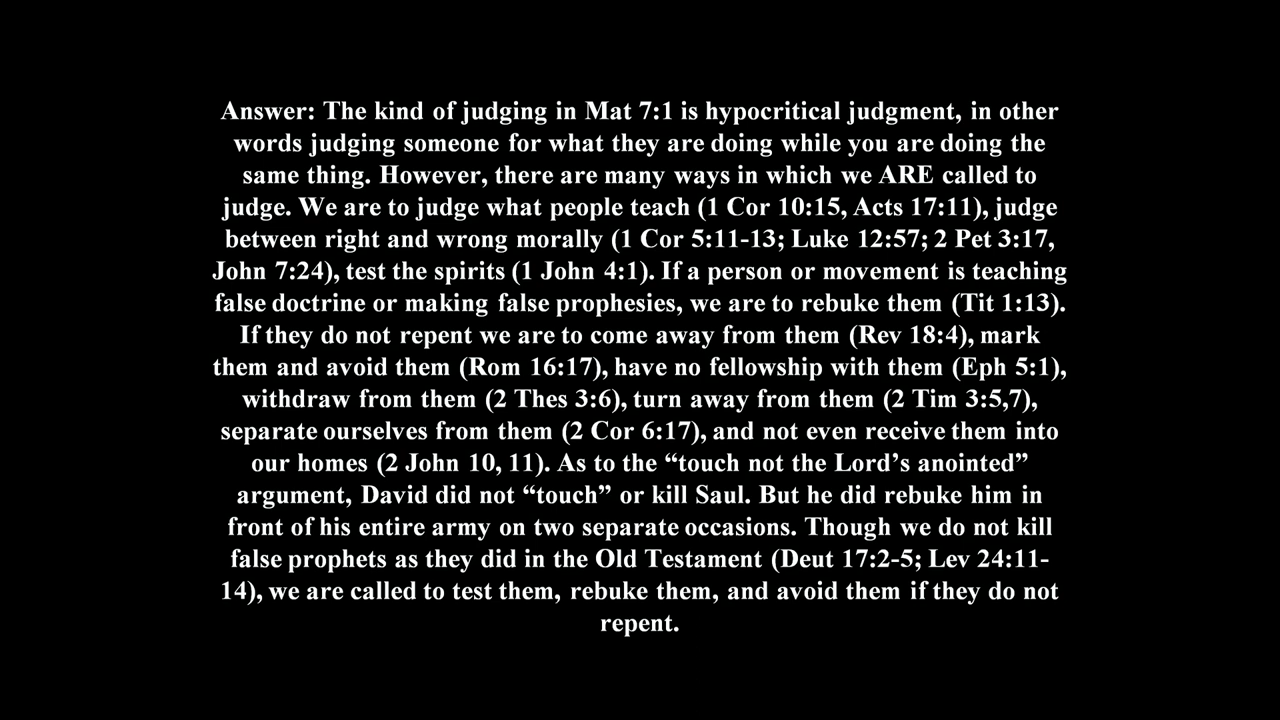 Answer: The kind of judging in Mat 7:1 is hypocritical judgment, in other
words judging someone for what they are doing while you are doing the
same thing. However, there are many ways in which we ARE called to
judge. We are to judge what people teach (1 Cor 10:15, Acts 17:11), judge
between right and wrong morally (1 Cor 5:11-13; Luke 12:57; 2 Pet 3:17,
John 7:24), test the spirits (1 John 4:1). If a person or movement is teaching
false doctrine or making false prophesies, we are to rebuke them (Tit 1:13).
If they do not repent we are to come away from them (Rev 18:4), mark
them and avoid them (Rom 16:17), have no fellowship with them (Eph 5:1),
withdraw from them (2 Thes 3:6), turn away from them (2 Tim 3:5,7),
separate ourselves from them (2 Cor 6:17), and not even receive them into
our homes (2 John 10, 11). As to the “touch not the Lord’s anointed”
argument, David did not “touch” or kill Saul. But he did rebuke him in
front of his entire army on two separate occasions. Though we do not kill
false prophets as they did in the Old Testament (Deut 17:2-5; Lev 24:11-
14), we are called to test them, rebuke them, and avoid them if they do not
repent.